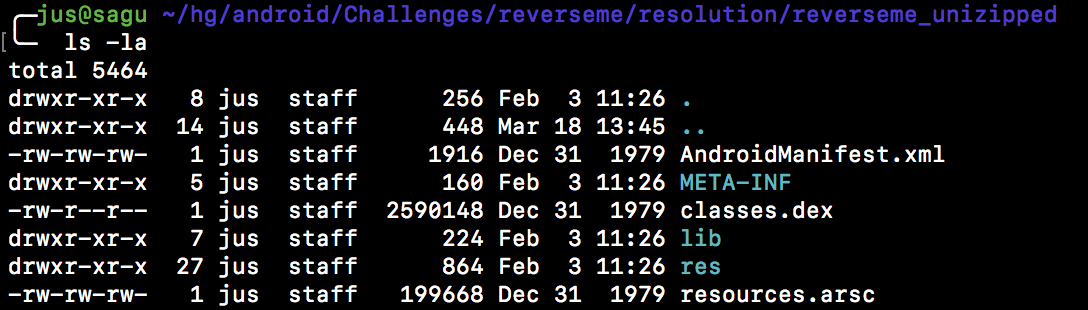 jus@sagu ~/hg/android/Challenges/reverseme/resolution/reverseme_unizipped
ls -la
total 5464
drwxr-xr-x   8 jus  staff      256 Feb  3 11:26 .
drwxr-xr-x  14 jus  staff      448 Mar 18 13:45 ..
-rw-rw-rw-   1 jus  staff     1916 Dec 31  1979 AndroidManifest.xml
drwxr-xr-x   5 jus  staff      160 Feb  3 11:26 META-INF
-rw-r--r--   1 jus  staff  2590148 Dec 31  1979 classes.dex
drwxr-xr-x   7 jus  staff      224 Feb  3 11:26 lib
drwxr-xr-x  27 jus  staff      864 Feb  3 11:26 res
-rw-rw-rw-   1 jus  staff   199668 Dec 31  1979 resources.arsc